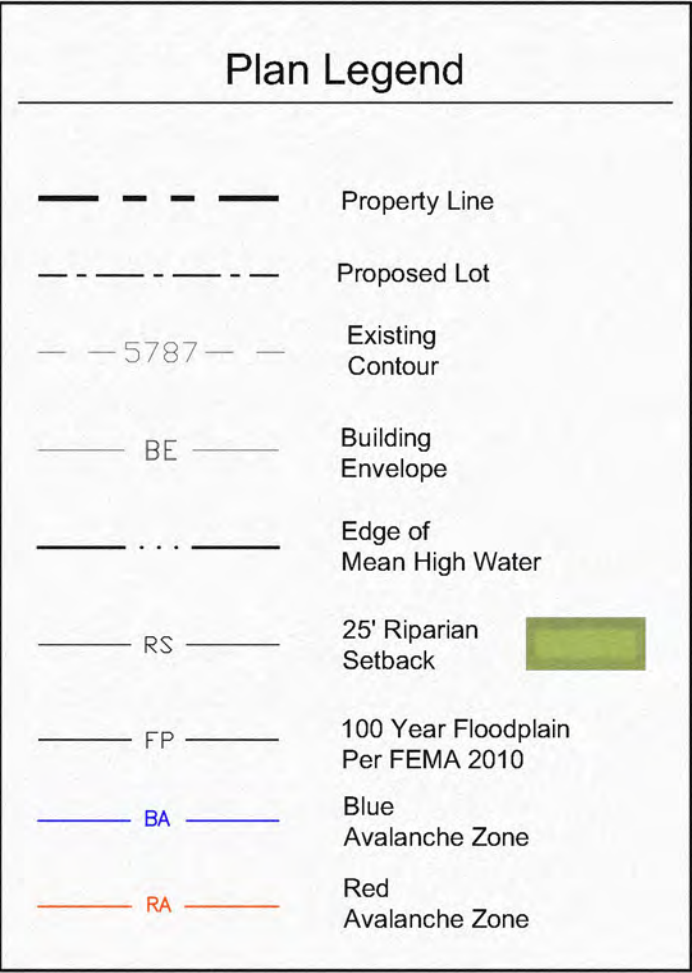 Plan Legend
Property Line
Proposed Lot
5787
Existing
Contour
BE
Building
Envelope
Edge of
Mean High Water
RS
25' Riparian
Setback
FP
100 Year Floodplain
Per FEMA 2010
BA
Blue
Avalanche Zone
RA
Red
Avalanche Zone